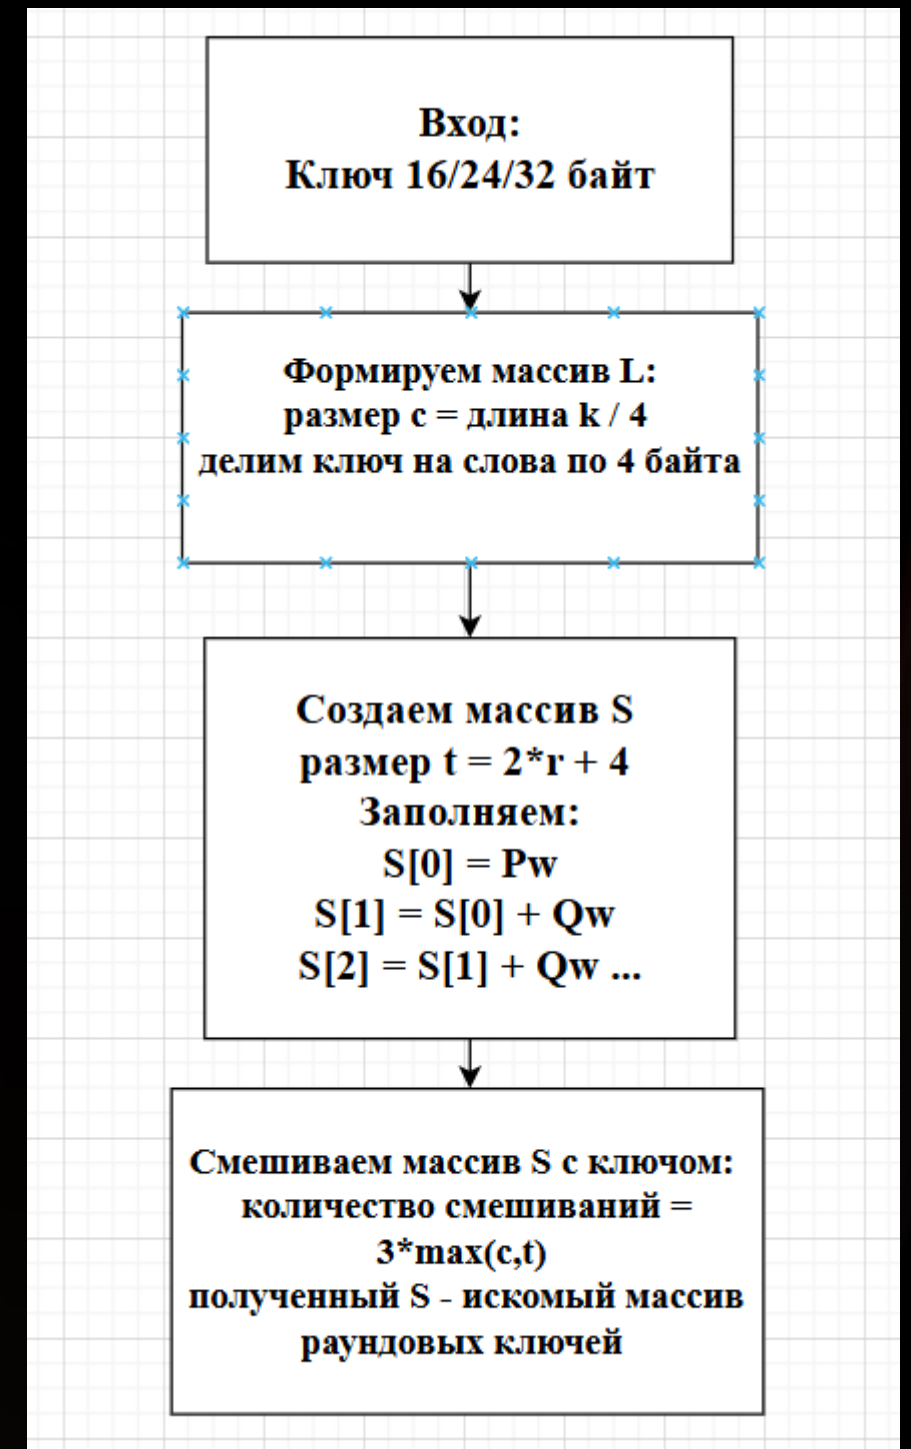 Вход:
Ключ 16/24/32 байт
Формируем массив L:
размер c = длина k / 4
делим ключ на слова по 4 байта
Создаем массив S
размер t = 2*r + 4
Заполняем:
S[0] = Pw
S[1] = S[0] + Qw
S[2] = S[1] + Qw ...
Смешиваем массив S с ключом:
количество смешиваний =
3*max(c,t)
полученный S - искомый массив
раундовых ключей